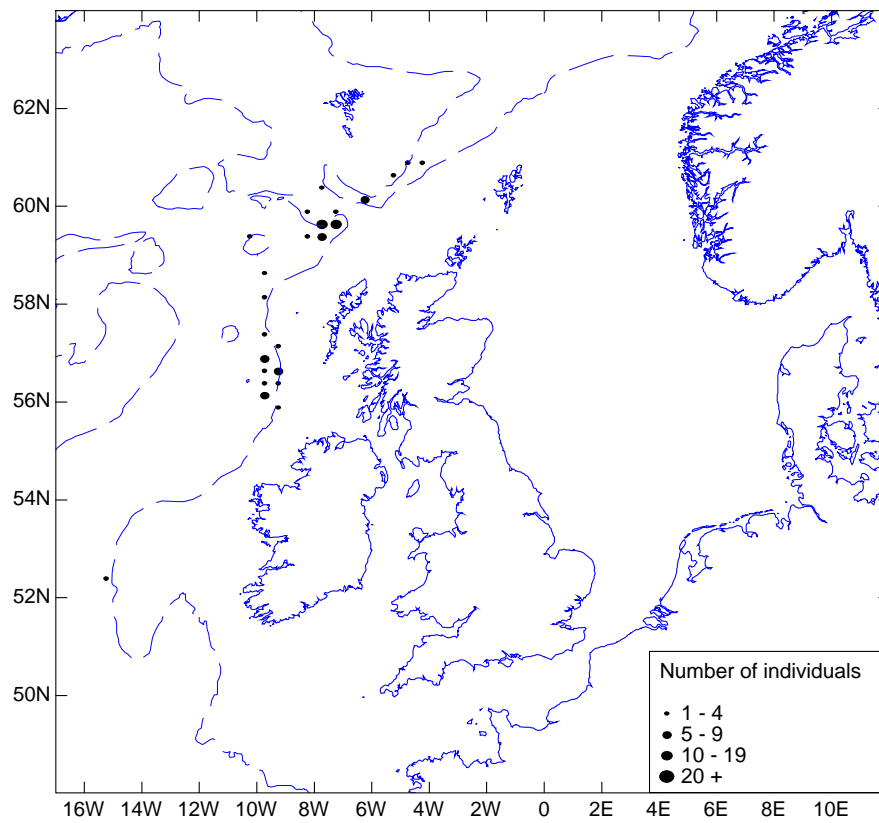 62N
60N
58N
56N
54N
52N
50N
Number of individuals
1 - 4
5 - 9
10 - 19
20 +
16W 14W 12W 10W 8W 6W 4W 2W 0 2E 4E 6E 8E 10E